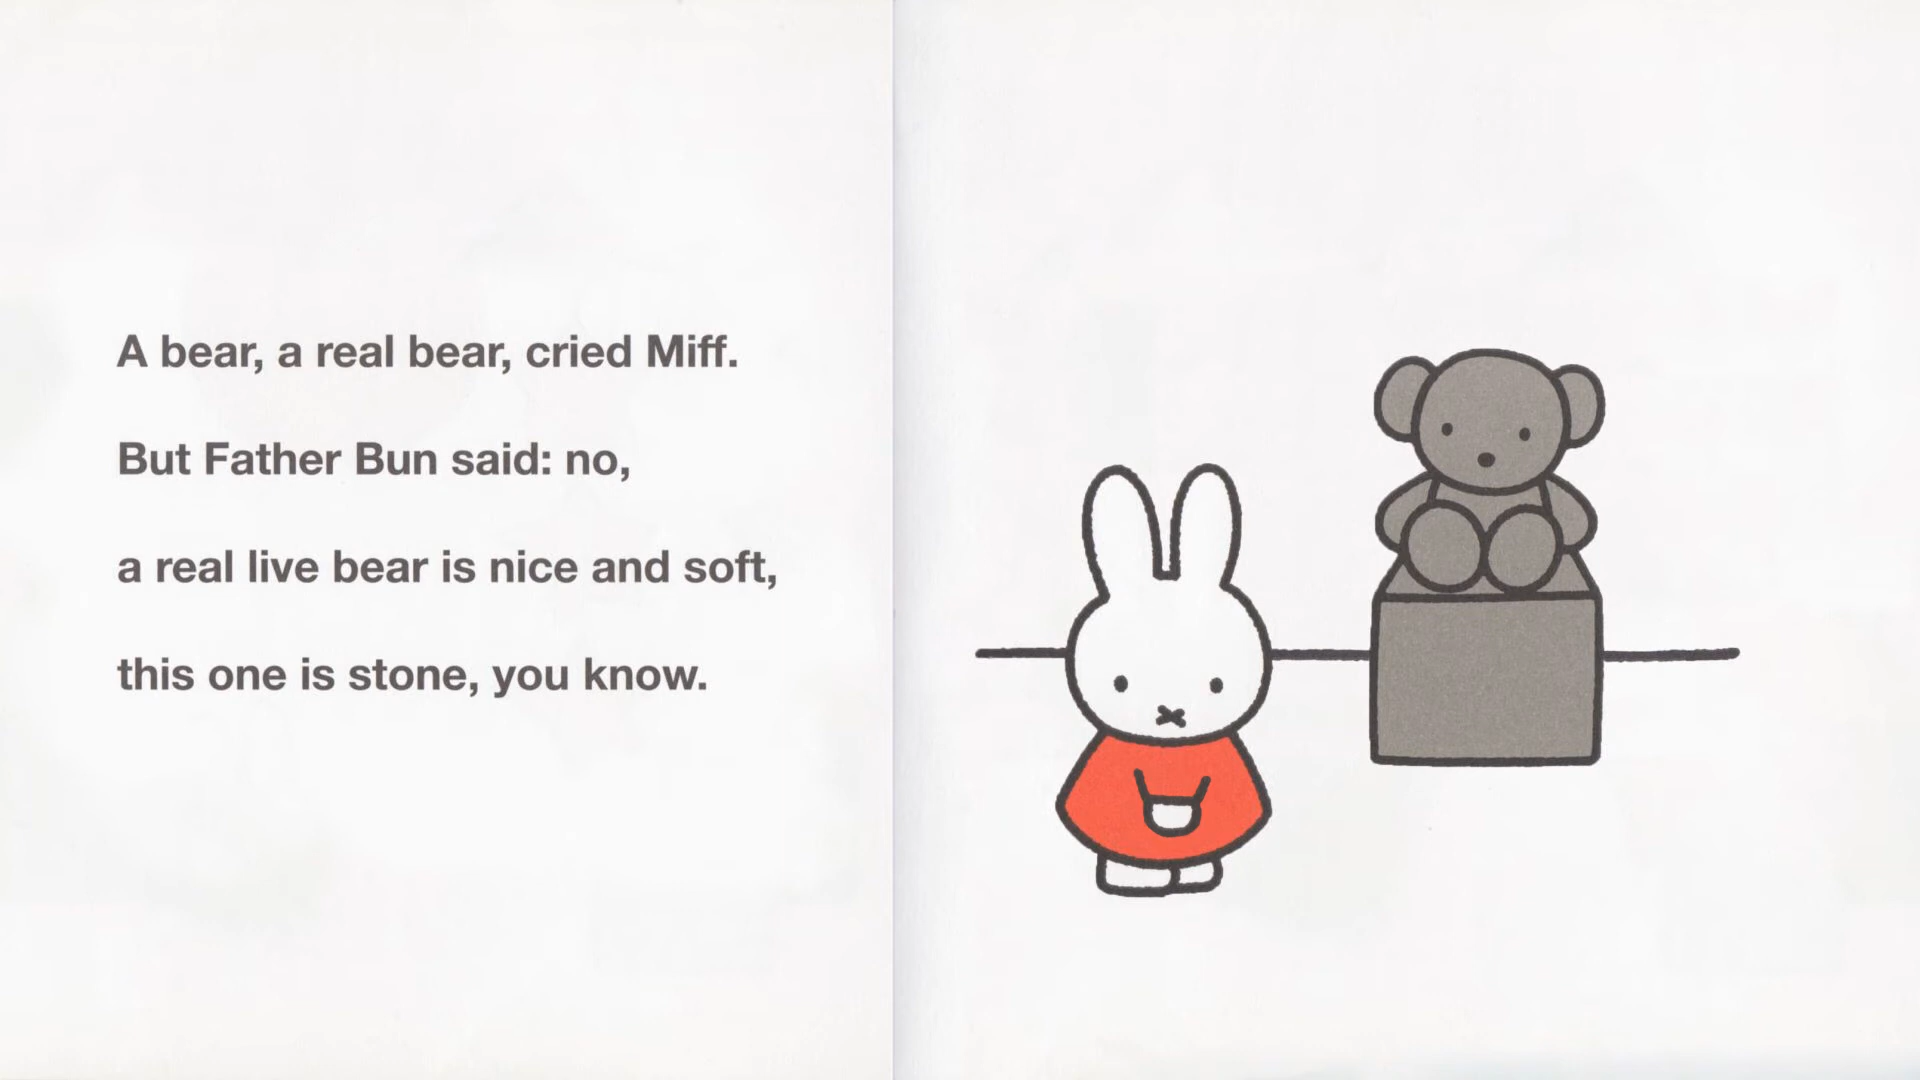 A bear, a real bear, cried Miff.
But Father Bun said: no,
a real live bear is nice and soft,
this one is stone, you know.